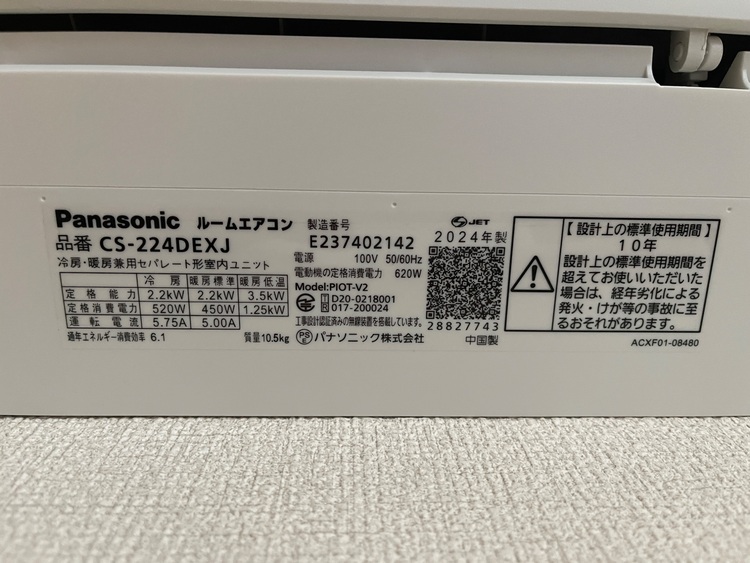 Panasonic ルームエアコン
品番 CS-224DEXJ
冷房・暖房兼用セパレート形室内ユニット
冷房 暖房標準 暖房低温
定格能力 2.2kW 2.2kW 3.5kW
定格消費電力 520W 450W 1.25kW
運転電流 5.75A 5.00A
通年エネルギー消費効率 6.1 質量10.5kg
製造番号
E237402142
電源 100V 50/60Hz
電動機の定格消費電力 620W
Model:PIOT-V2
T D20-0218001
R 017-200024
工事設計認証済みの無線装置を搭載しています。
PS E パナソニック株式会社
JET
2024年製
28827743
中国製
【設計上の標準使用期間】
10年
設計上の標準使用期間を
超えてお使いいただいた
場合は、経年劣化による
発火・けが等の事故に至
るおそれがあります。
ACXF01-08480